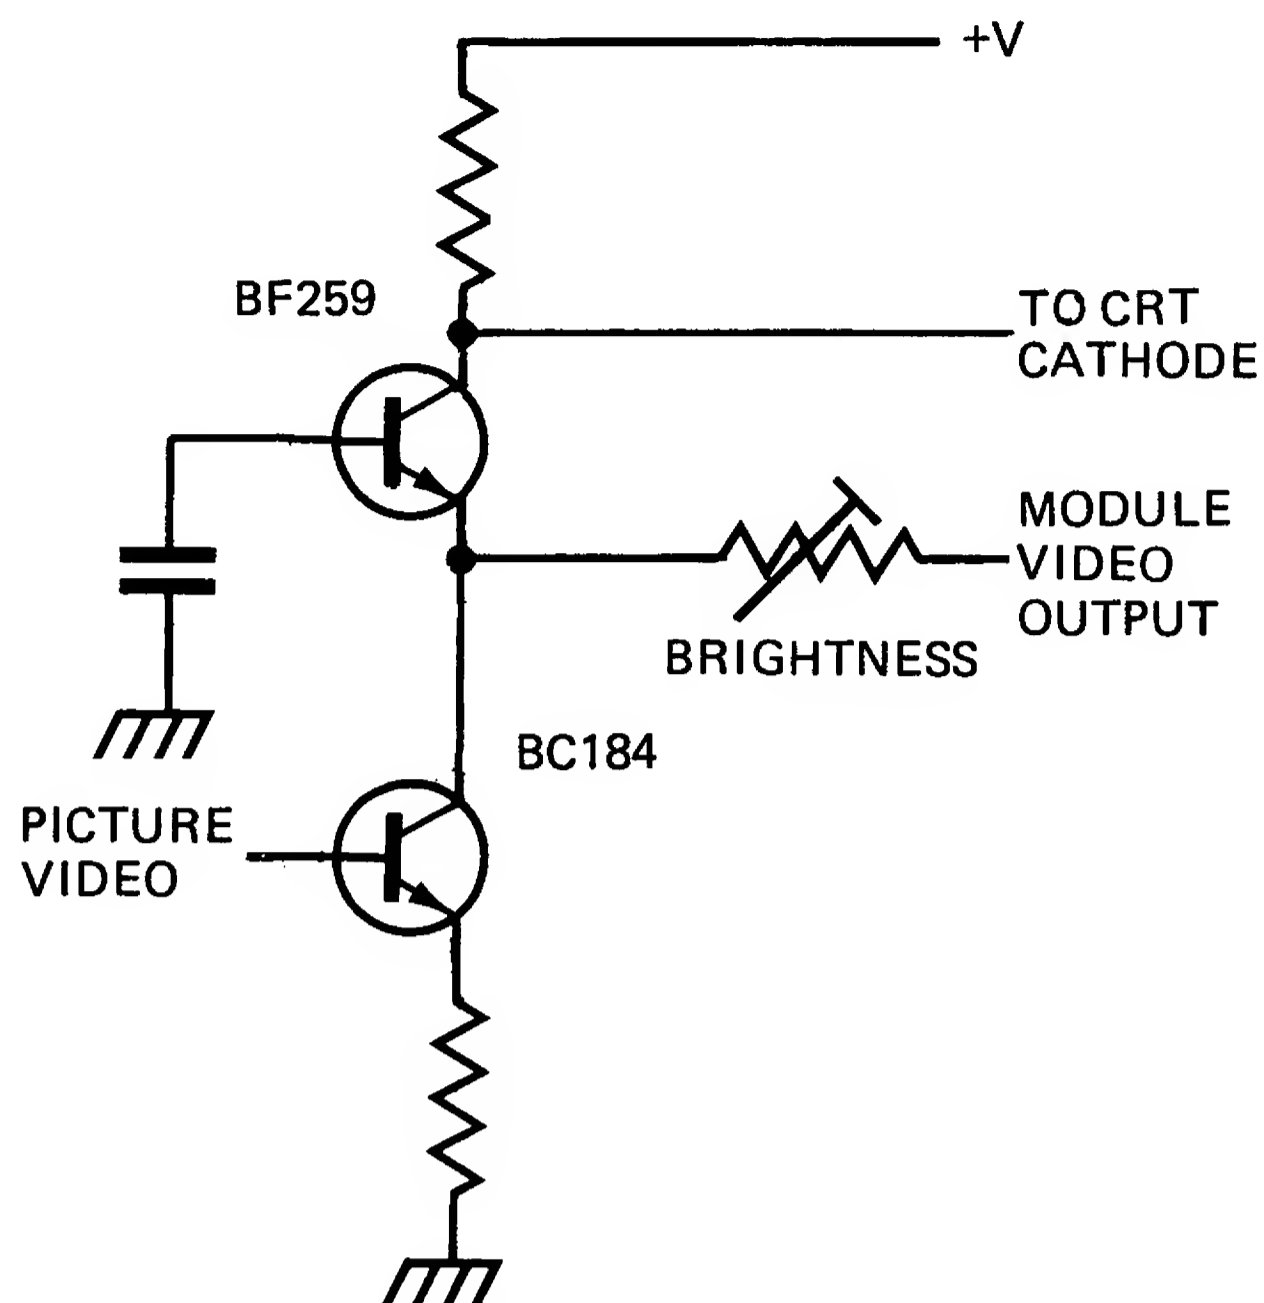 +V
BF259
TO CRT
CATHODE
MODULE
VIDEO
OUTPUT
BRIGHTNESS
BC184
PICTURE
VIDEO